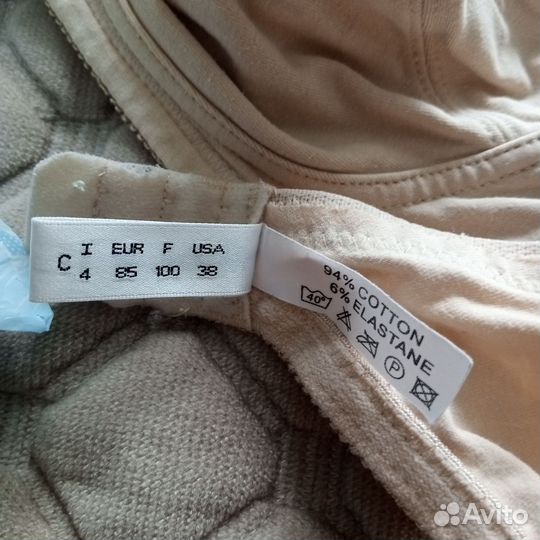 C
I EUR F USA
4 85 100 38
94% COTTON
6% ELASTANE
40°
P
Avito